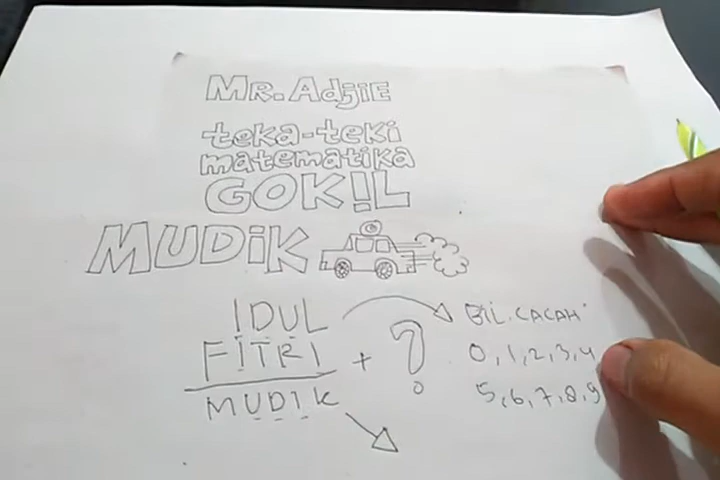 MR. AdjiE
teka-teki
matematika
GOK!L
MUDiK
IDUL
FITRI + ?
MUDIK
BIL. CACAH
0, 1, 2, 3, 4
5, 6, 7, 8, 9